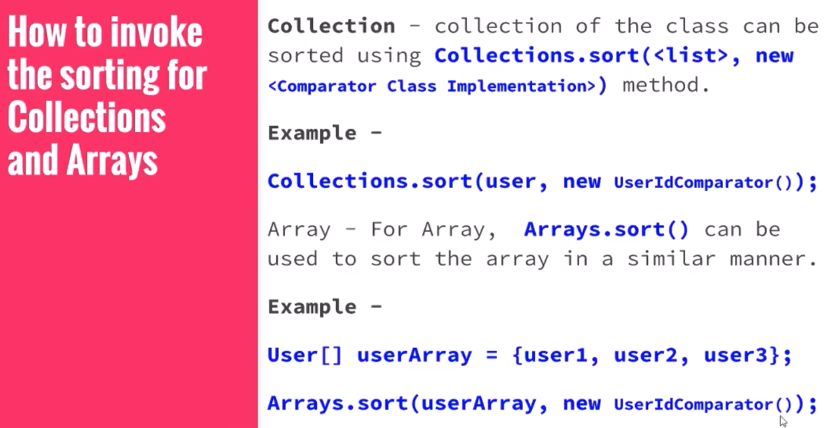 How to invoke
the sorting for
Collections
and Arrays
Collection – collection of the class can be
sorted using Collections.sort(<list>, new
<Comparator Class Implementation>) method.
Example –
Collections.sort(user, new UserIdComparator());
Array – For Array, Arrays.sort() can be
used to sort the array in a similar manner.
Example –
User[] userArray = {user1, user2, user3};
Arrays.sort(userArray, new UserIdComparator());